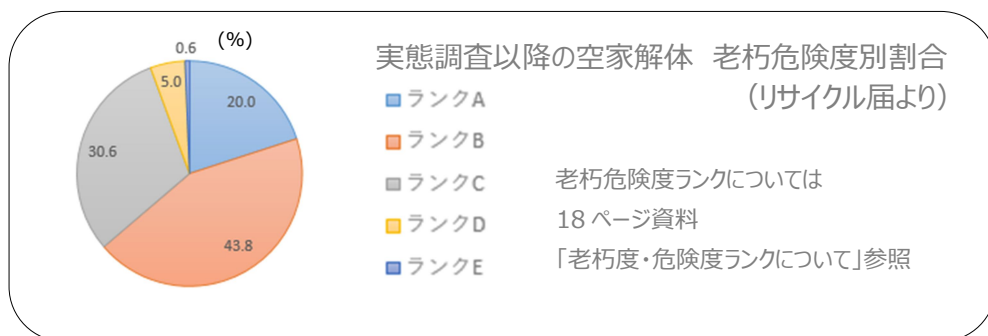 0.6 (%)
5.0
20.0
30.6
43.8
実態調査以降の空家解体 老朽危険度別割合
（リサイクル届より）
ランクA
ランクB
ランクC
ランクD
ランクE
老朽危険度ランクについては
18 ページ資料
「老朽度・危険度ランクについて」参照